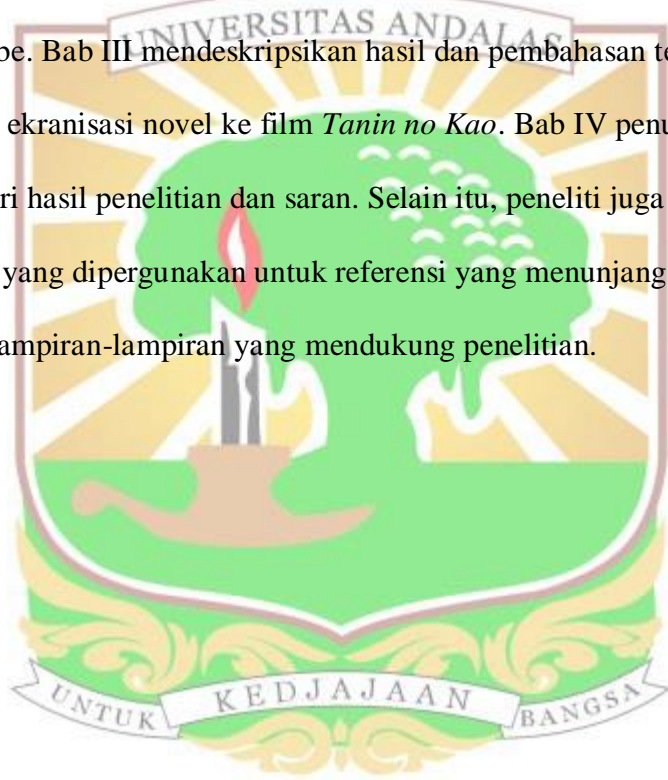 UNIVERSITAS ANDALAS
be. Bab III mendeskripsikan hasil dan pembahasan te
ekranisasi novel ke film Tanin no Kao. Bab IV penu
ri hasil penelitian dan saran. Selain itu, peneliti juga
yang dipergunakan untuk referensi yang menunjang
ampiran-lampiran yang mendukung penelitian.
UNTUK KEDJAJAAN BANGSA